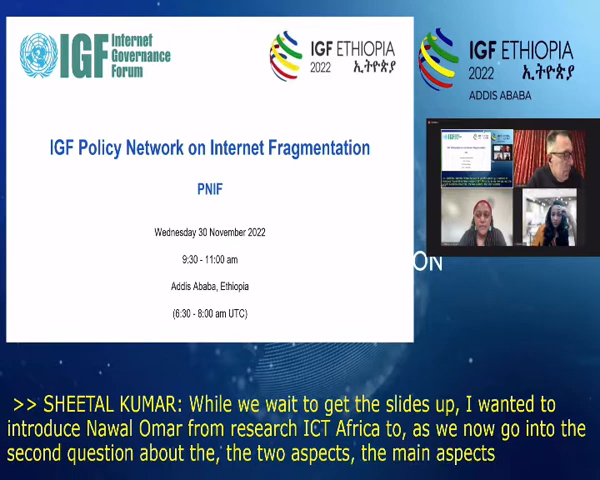 IGF Internet
Governance
Forum
IGF ETHIOPIA
2022 ኢትዮጵያ
IGF ETHIOPIA
2022 ኢትዮጵያ
ADDIS ABABA
IGF Policy Network on Internet Fragmentation
PNIF
Wednesday 30 November 2022
9:30 - 11:00 am
Addis Ababa, Ethiopia
(6:30 - 8:00 am UTC)
ON
>> SHEETAL KUMAR: While we wait to get the slides up, I wanted to
introduce Nawal Omar from research ICT Africa to, as we now go into the
second question about the, the two aspects, the main aspects